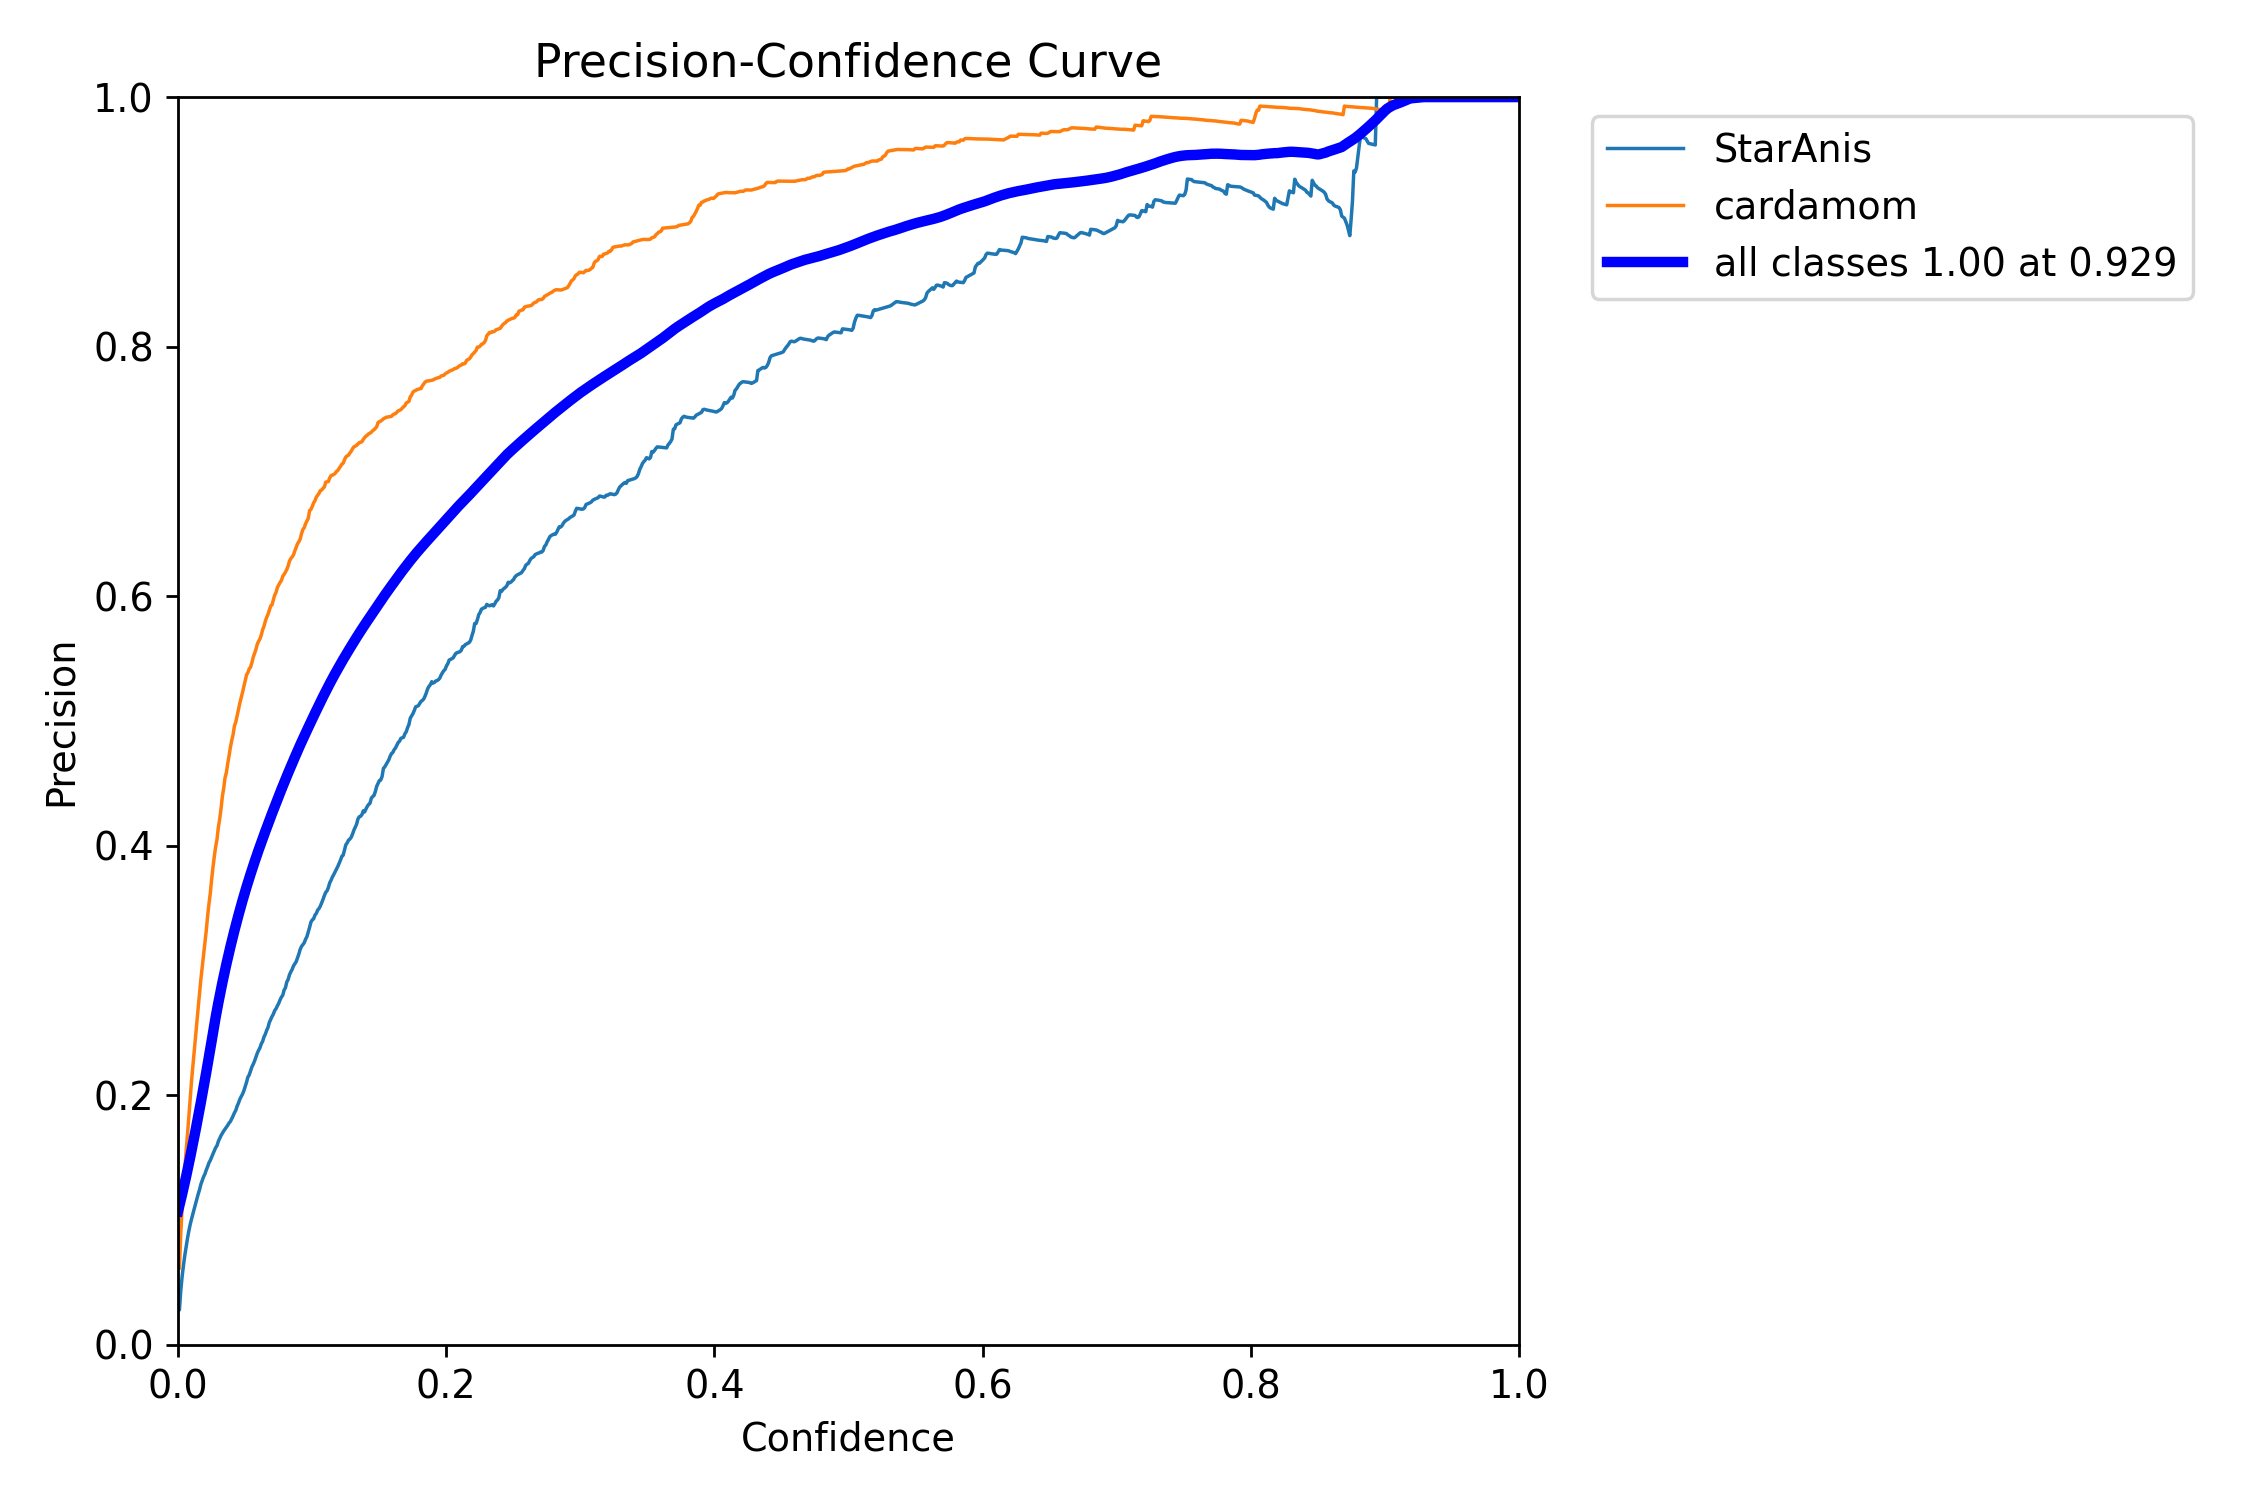 Precision-Confidence Curve
1.0
0.8
0.6
0.4
0.2
0.0
Precision
0.0 0.2 0.4 0.6 0.8 1.0
Confidence
StarAnis
cardamom
all classes 1.00 at 0.929